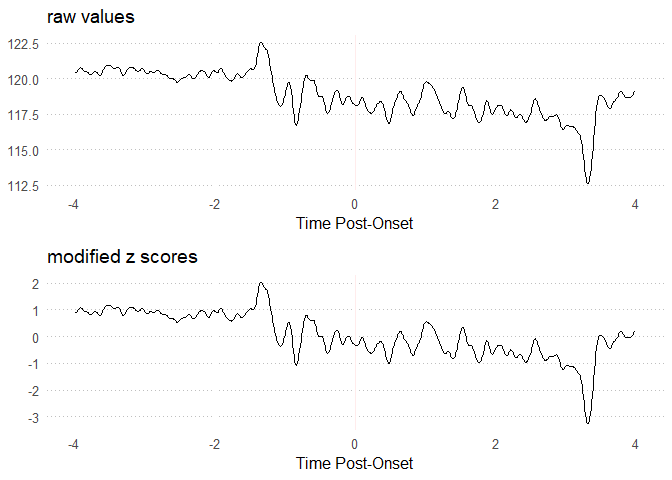 raw values
122.5
120.0
117.5
115.0
112.5
-4 -2 0 2 4
Time Post-Onset
modified z scores
2
1
0
-1
-2
-3
-4 -2 0 2 4
Time Post-Onset